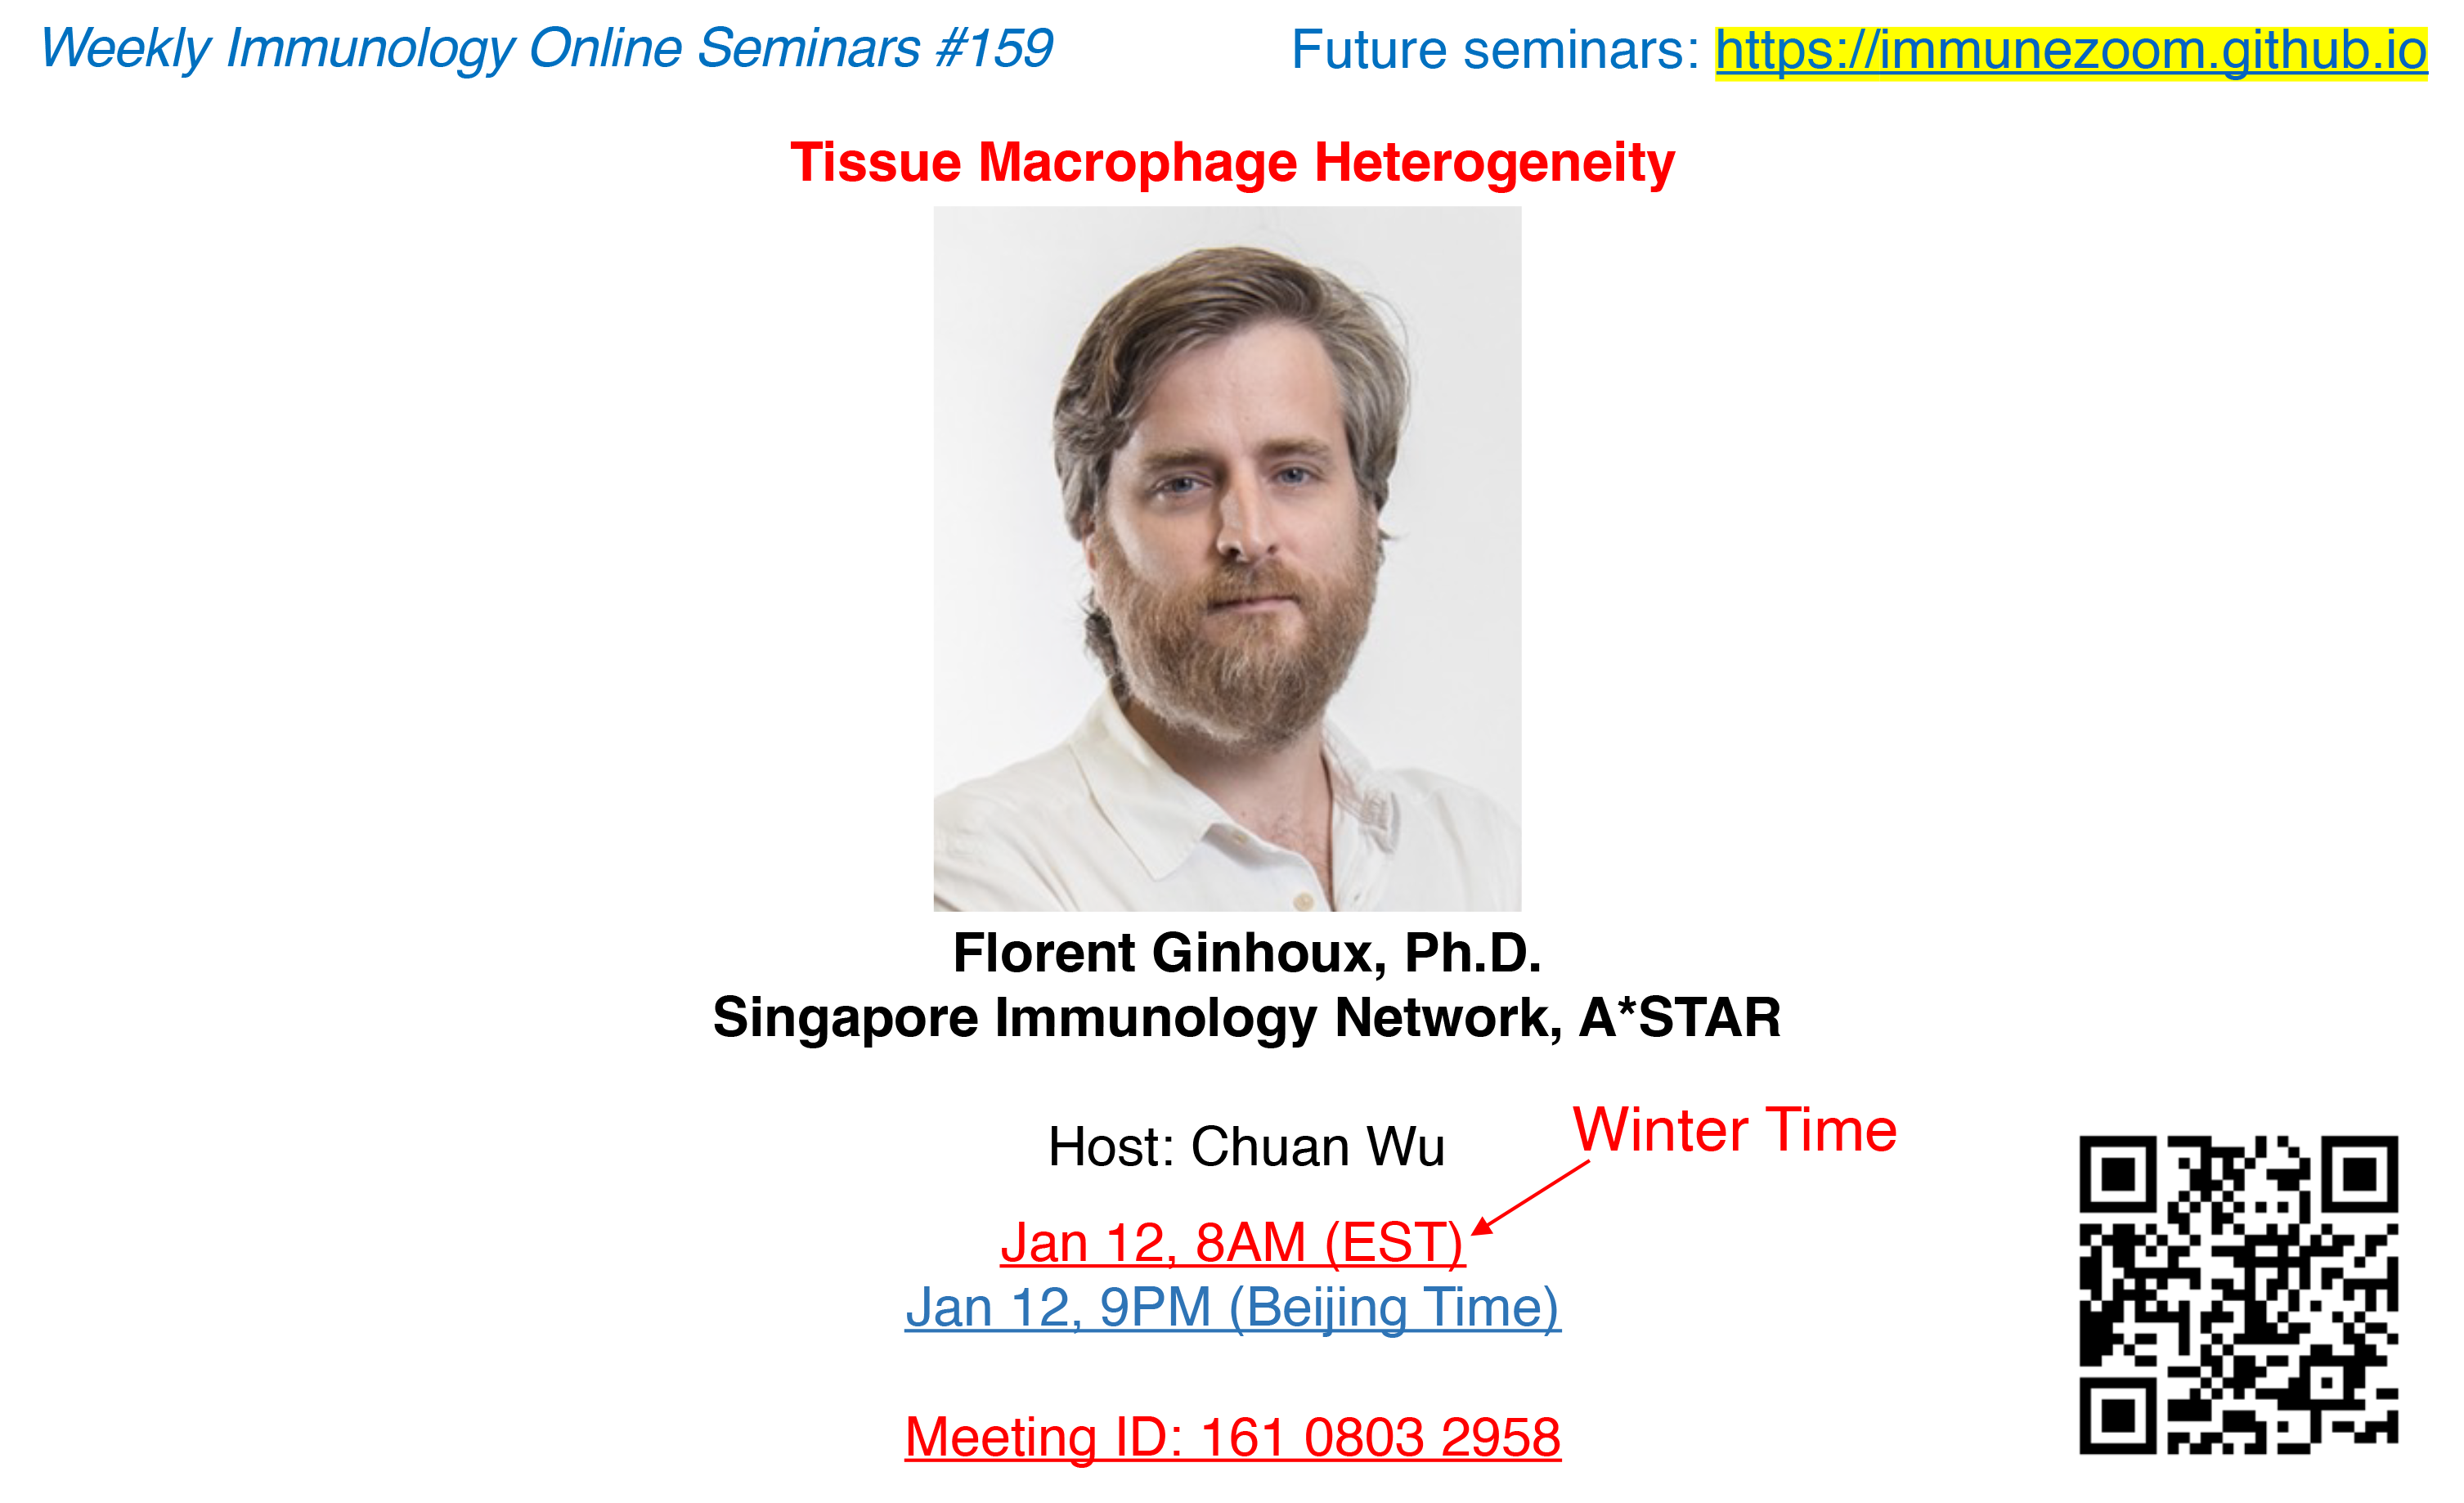 Weekly Immunology Online Seminars #159
Future seminars: https://immunezoom.github.io
Tissue Macrophage Heterogeneity
Florent Ginhoux, Ph.D.
Singapore Immunology Network, A*STAR
Host: Chuan Wu
Winter Time
Jan 12, 8AM (EST)
Jan 12, 9PM (Beijing Time)
Meeting ID: 161 0803 2958